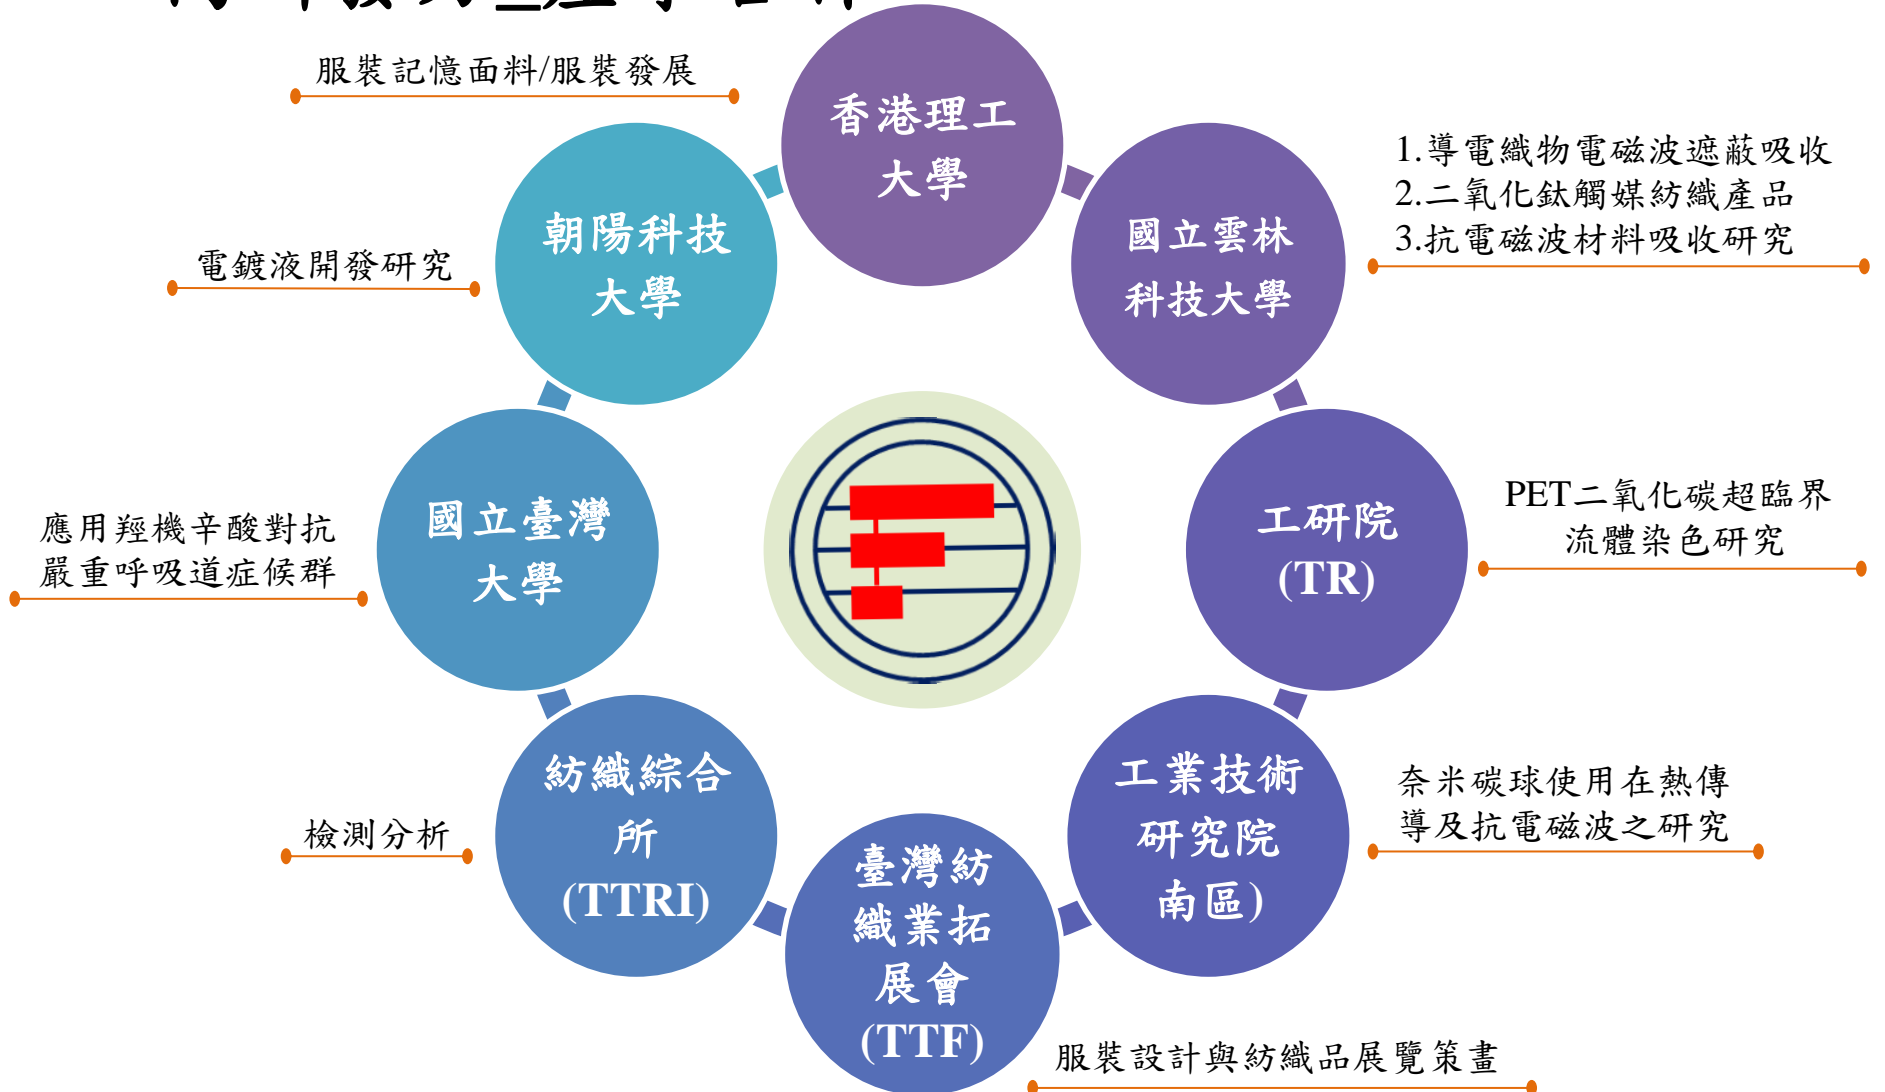 服裝記憶面料/服裝發展
香港理工
大學
1.導電織物電磁波遮蔽吸收
2.二氧化鈦觸媒紡織產品
3.抗電磁波材料吸收研究
朝陽科技
大學
國立雲林
科技大學
電鍍液開發研究
國立臺灣
大學
工研院
(TR)
PET二氧化碳超臨界
流體染色研究
應用羥機辛酸對抗
嚴重呼吸道症候群
紡織綜合
所
(TTRI)
工業技術
研究院
南區)
奈米碳球使用在熱傳
導及抗電磁波之研究
檢測分析
臺灣紡
織業拓
展會
(TTF)
服裝設計與紡織品展覽策畫